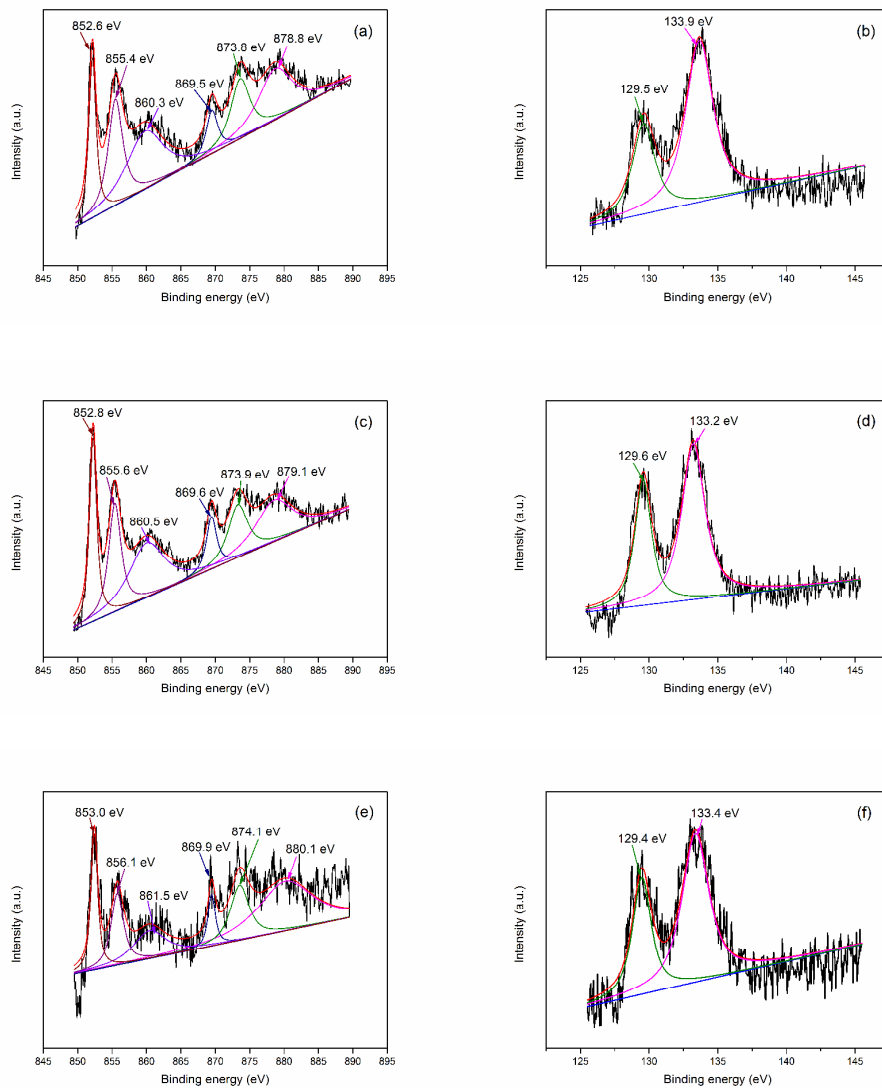 (a)
852.6 eV
855.4 eV
860.3 eV
869.5 eV
873.8 eV
878.8 eV
Intensity (a.u.)
845 850 855 860 865 870 875 880 885 890 895
Binding energy (eV)
(b)
133.9 eV
129.5 eV
Intensity (a.u.)
125 130 135 140 145
Binding energy (eV)
(c)
852.8 eV
855.6 eV
860.5 eV
869.6 eV
873.9 eV
879.1 eV
Intensity (a.u.)
845 850 855 860 865 870 875 880 885 890 895
Binding energy (eV)
(d)
133.2 eV
129.6 eV
Intensity (a.u.)
125 130 135 140 145
Binding energy (eV)
(e)
853.0 eV
856.1 eV
861.5 eV
869.9 eV
874.1 eV
880.1 eV
Intensity (a.u.)
845 850 855 860 865 870 875 880 885 890 895
Binding energy (eV)
(f)
133.4 eV
129.4 eV
Intensity (a.u.)
125 130 135 140 145
Binding energy (eV)